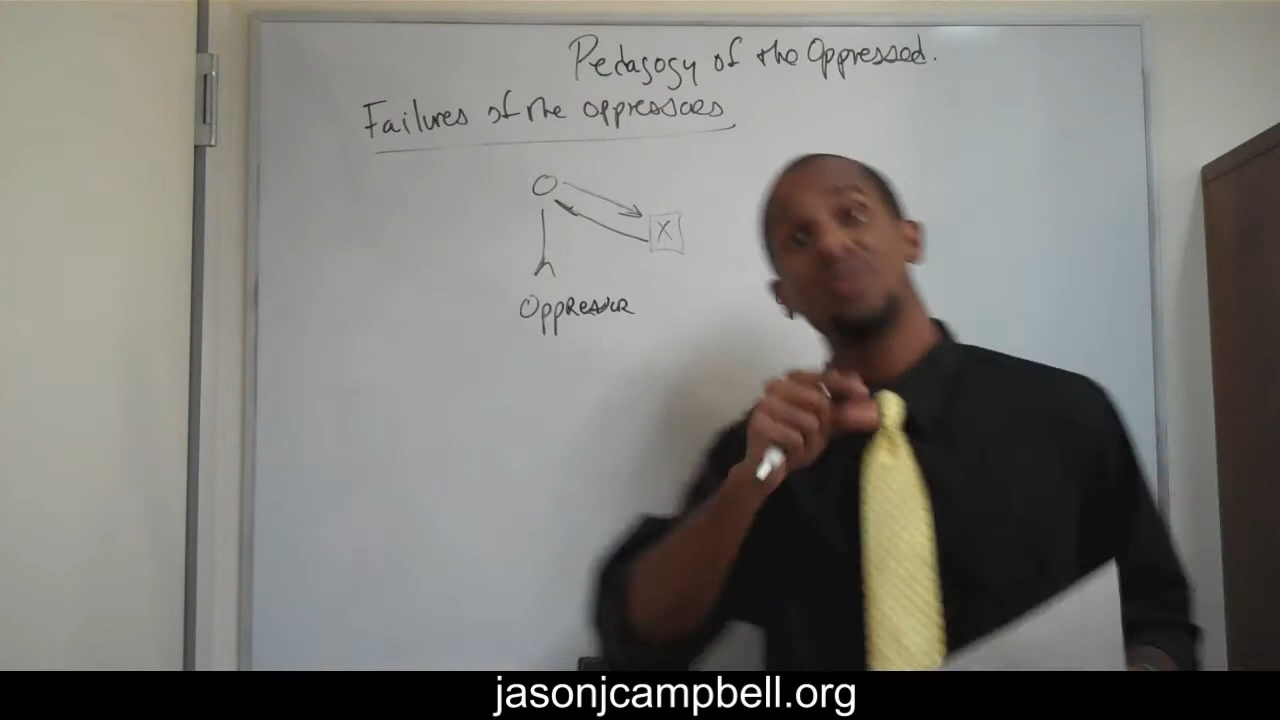 Pedagogy of the Oppressed.
Failures of the oppressors
X
Oppressor
jasonjcampbell.org